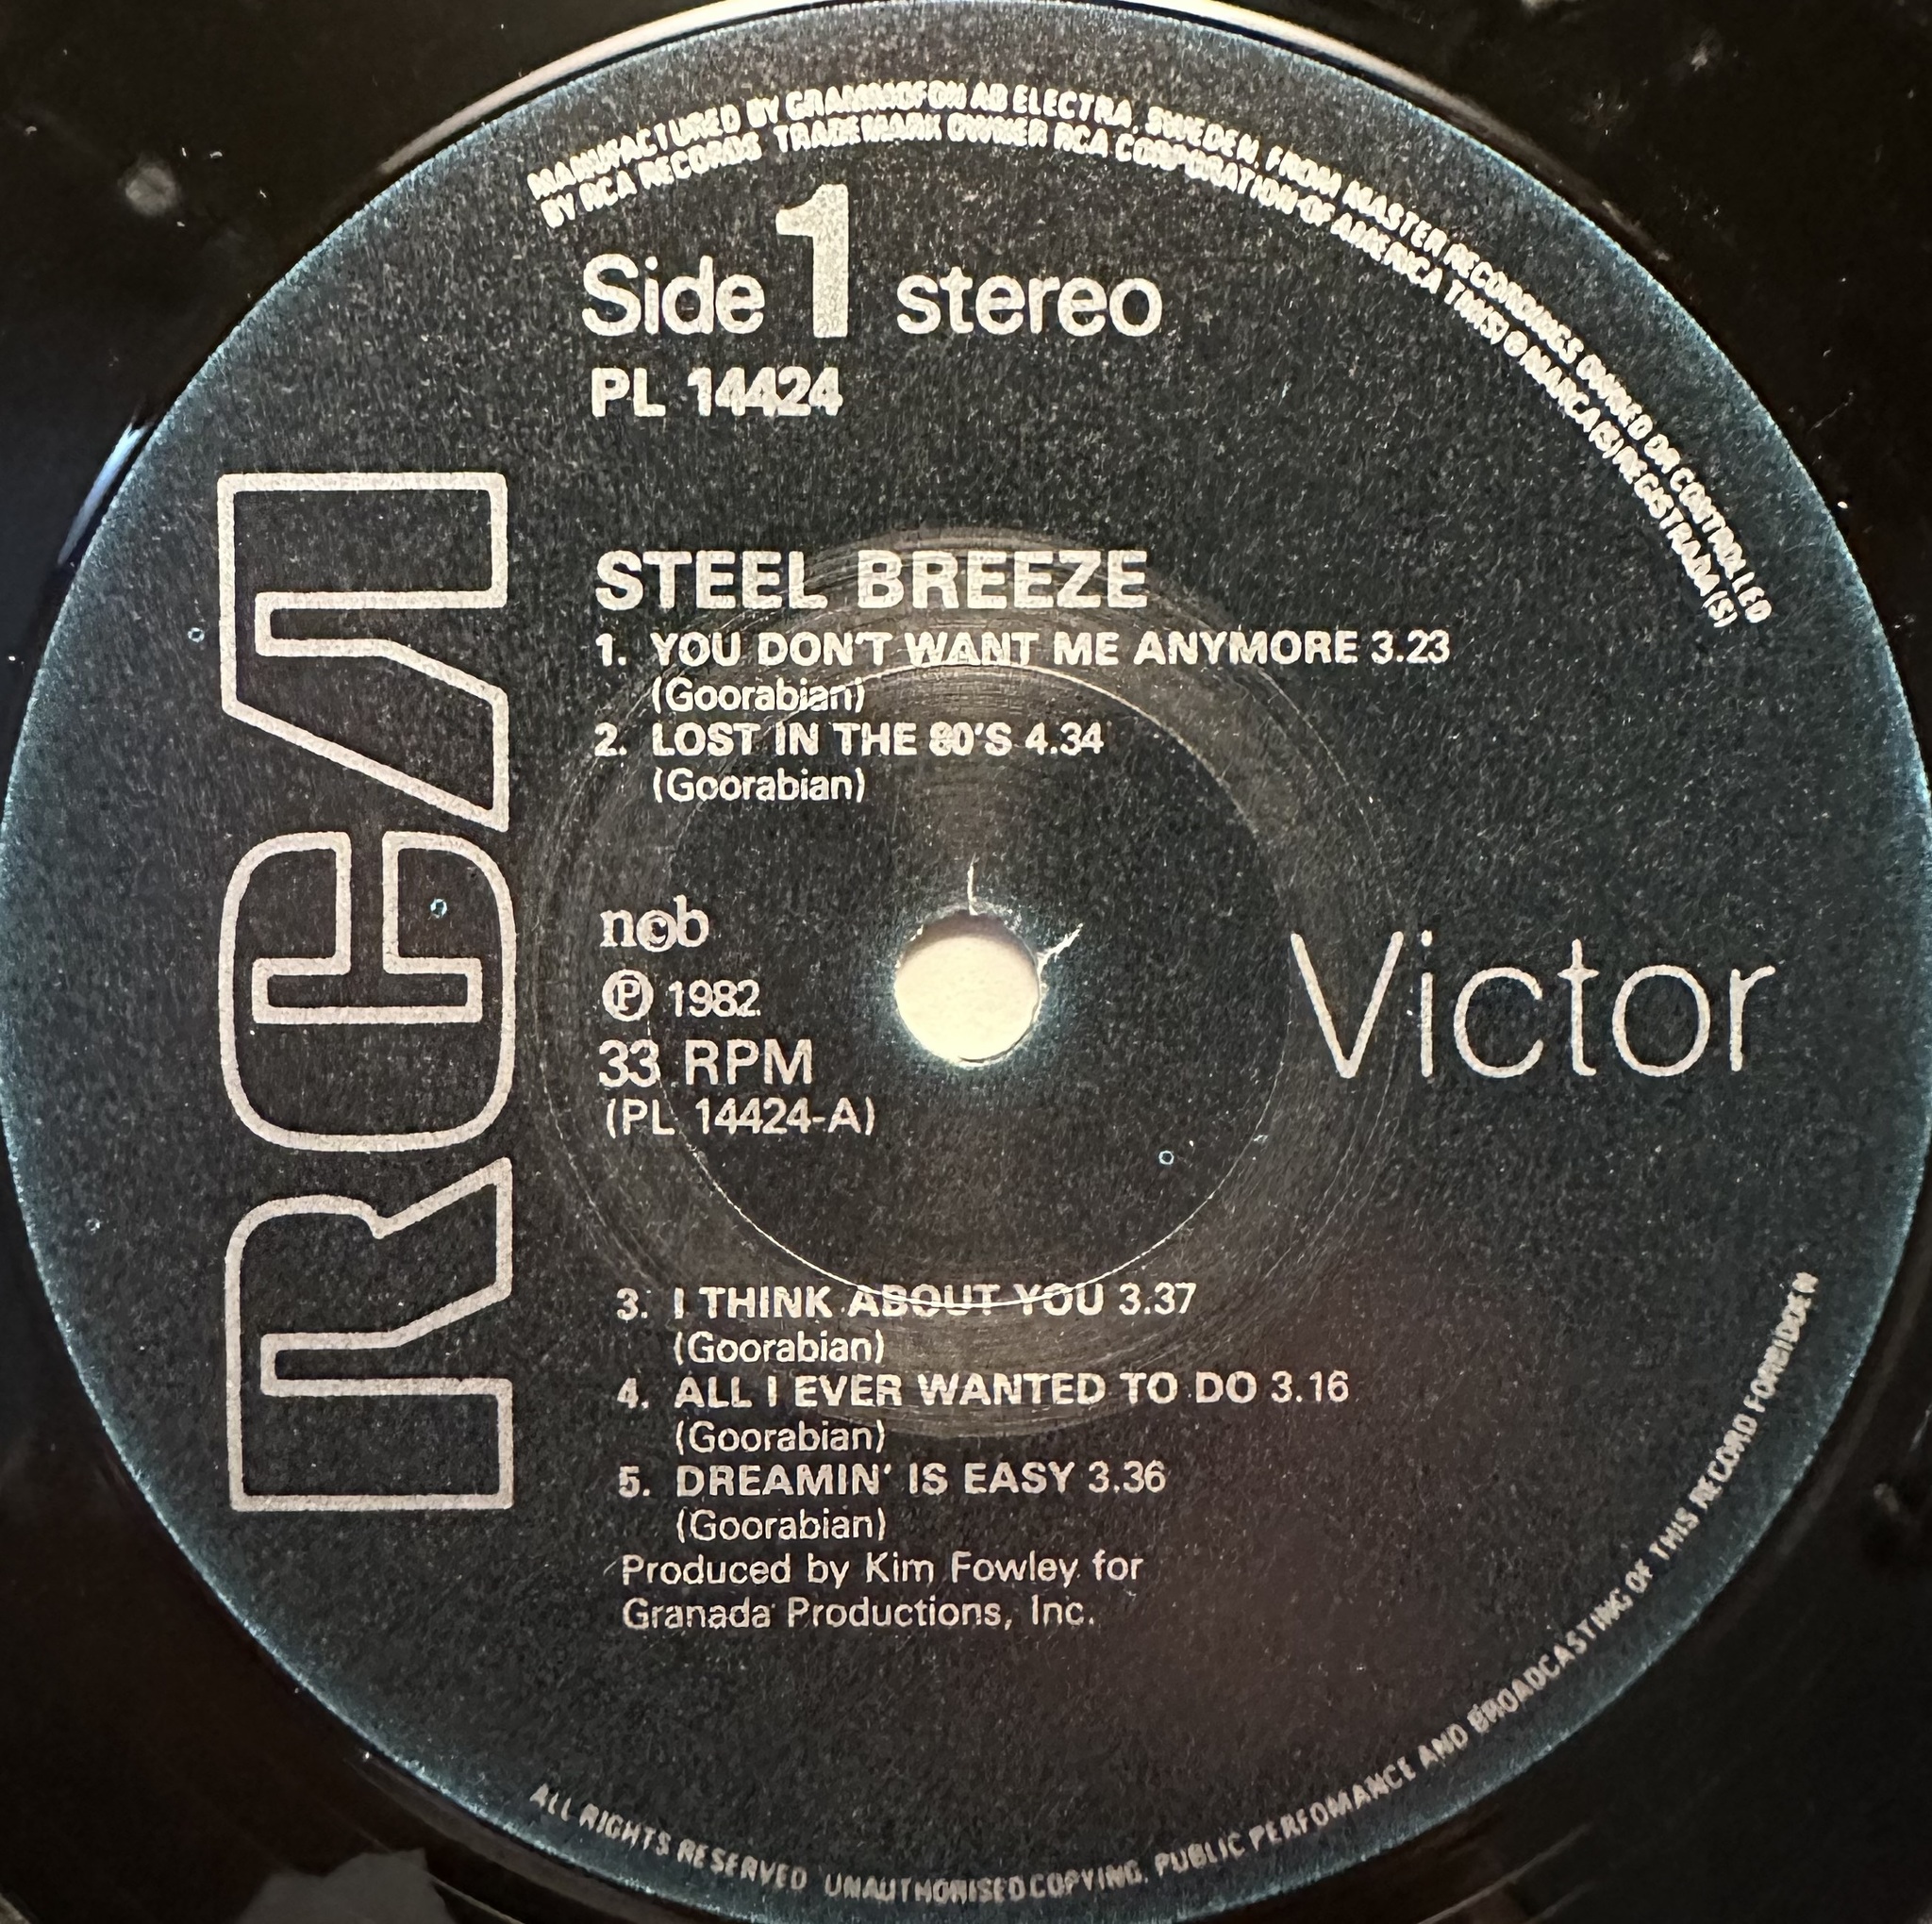 MANUFACTURED BY GRAMMOFON AB ELECTRA, SWEDEN, FROM MASTER RECORDINGS OWNED OR CONTROLLED
BY RCA RECORDS TRADEMARK OWNER RCA CORPORATION OF AMERICA TM(S) ® MARCA(S) REGISTRADA(S)
Side 1 stereo
PL 14424
RCA
STEEL BREEZE
1. YOU DON'T WANT ME ANYMORE 3.23
(Goorabian)
2. LOST IN THE 80'S 4.34
(Goorabian)
n©b
Ⓟ 1982
33 RPM
(PL 14424-A)
Victor
3. I THINK ABOUT YOU 3.37
(Goorabian)
4. ALL I EVER WANTED TO DO 3.16
(Goorabian)
5. DREAMIN' IS EASY 3.36
(Goorabian)
Produced by Kim Fowley for
Granada Productions, Inc.
ALL RIGHTS RESERVED UNAUTHORISED COPYING, PUBLIC PERFOMANCE AND BROADCASTING OF THIS RECORD FORBIDDEN